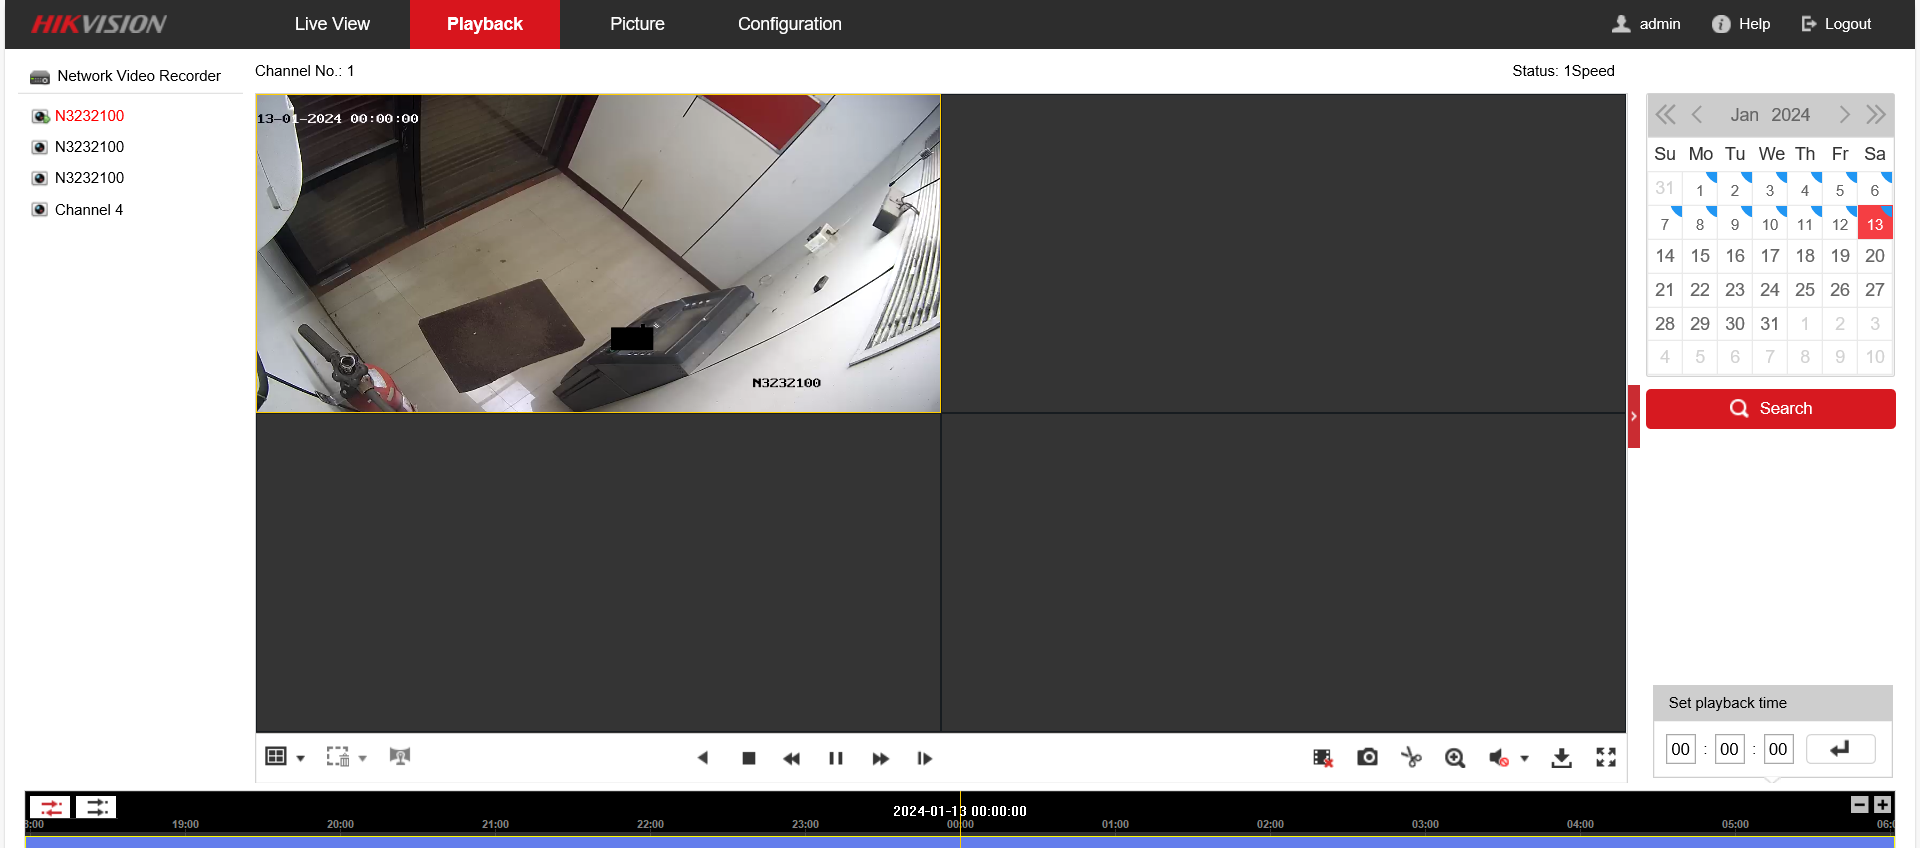 HIKVISION
Live View
Playback
Picture
Configuration
admin
Help
Logout
Network Video Recorder
N3232100
N3232100
N3232100
Channel 4
Channel No.: 1
Status: 1Speed
13-01-2024 00:00:00
N3232100
Jan 2024
Su Mo Tu We Th Fr Sa
31 1 2 3 4 5 6
7 8 9 10 11 12 13
14 15 16 17 18 19 20
21 22 23 24 25 26 27
28 29 30 31 1 2 3
4 5 6 7 8 9 10
Search
Set playback time
00 : 00 : 00
2024-01-13 00:00:00
19:00 20:00 21:00 22:00 23:00 00:00 01:00 02:00 03:00 04:00 05:00